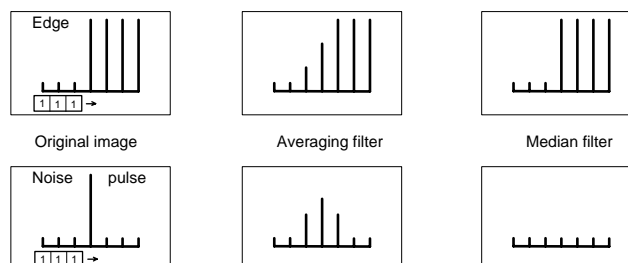 Edge
1 1 1
Original image Averaging filter Median filter
Noise pulse
1 1 1